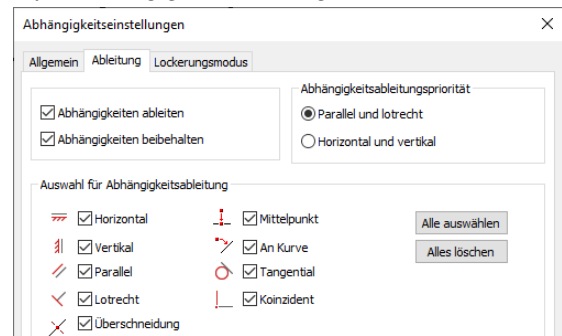 Abhängigkeitseinstellungen
Allgemein Ableitung Lockerungsmodus
Abhängigkeiten ableiten
Abhängigkeiten beibehalten
Abhängigkeitsableitungspriorität
Parallel und lotrecht
Horizontal und vertikal
Auswahl für Abhängigkeitsableitung
Horizontal
Vertikal
Parallel
Lotrecht
Überschneidung
Mittelpunkt
An Kurve
Tangential
Koinzident
Alle auswählen
Alles löschen